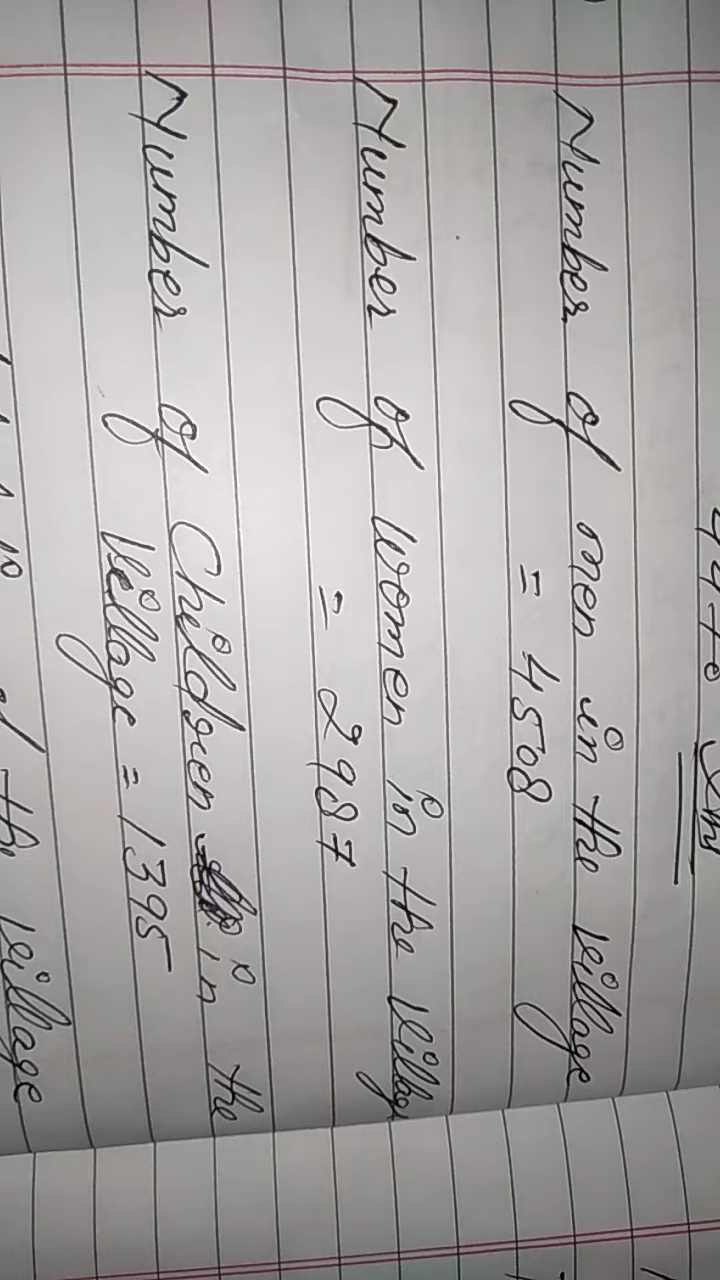 Number of men in the village
= 4508
Number of women in the village
= 2987
Number of Children in the
Village = 1395
the village